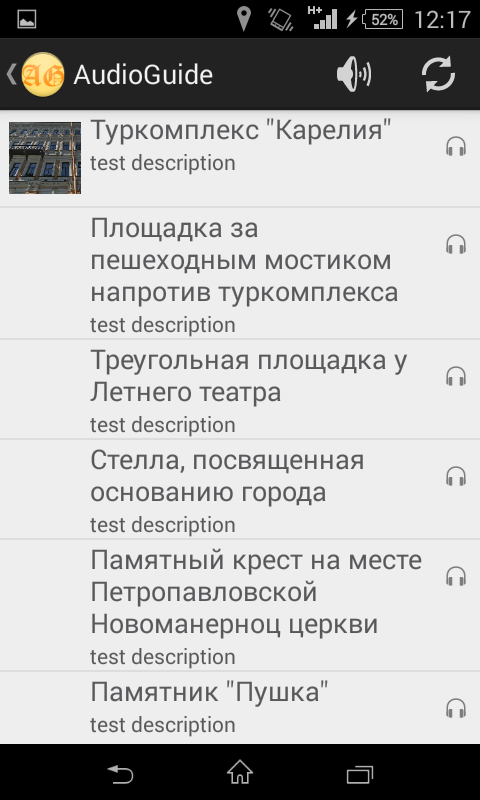 H+ 52% 12:17
AG AudioGuide
Туркомплекс "Карелия"
test description
Площадка за
пешеходным мостиком
напротив туркомплекса
test description
Треугольная площадка у
Летнего театра
test description
Стелла, посвященная
основанию города
test description
Памятный крест на месте
Петропавловской
Новоманерноц церкви
test description
Памятник "Пушка"
test description